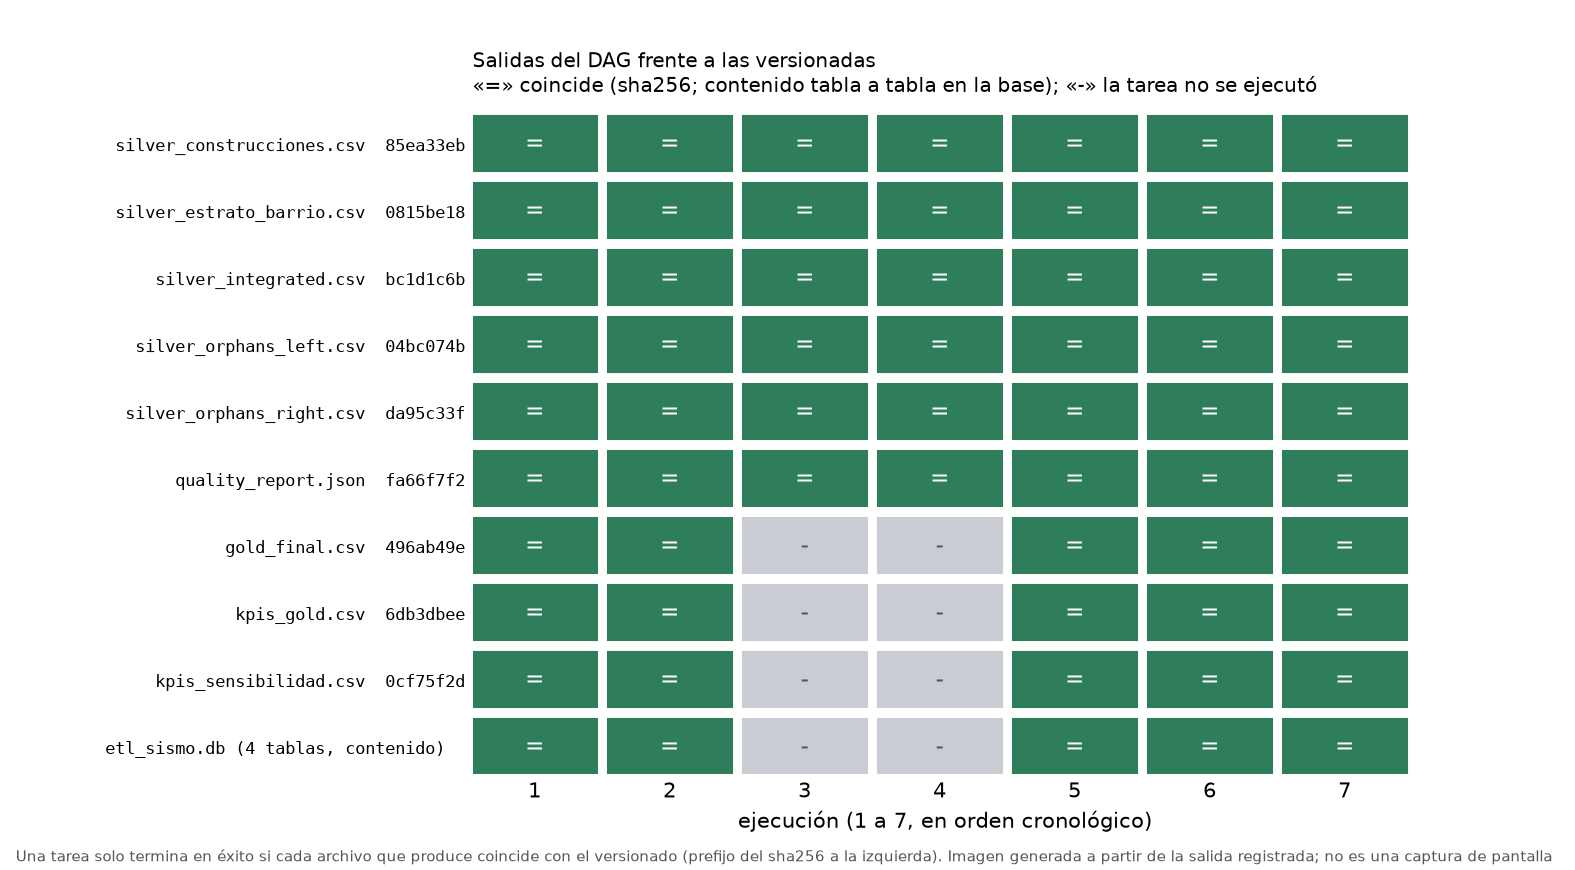 Salidas del DAG frente a las versionadas
«=» coincide (sha256; contenido tabla a tabla en la base); «-» la tarea no se ejecutó
silver_construcciones.csv 85ea33eb = = = = = = =
silver_estrato_barrio.csv 0815be18 = = = = = = =
silver_integrated.csv bc1d1c6b = = = = = = =
silver_orphans_left.csv 04bc074b = = = = = = =
silver_orphans_right.csv da95c33f = = = = = = =
quality_report.json fa66f7f2 = = = = = = =
gold_final.csv 496ab49e = = - - = = =
kpis_gold.csv 6db3dbee = = - - = = =
kpis_sensibilidad.csv 0cf75f2d = = - - = = =
etl_sismo.db (4 tablas, contenido) = = - - = = =
1 2 3 4 5 6 7
ejecución (1 a 7, en orden cronológico)
Una tarea solo termina en éxito si cada archivo que produce coincide con el versionado (prefijo del sha256 a la izquierda). Imagen generada a partir de la salida registrada; no es una captura de pantalla